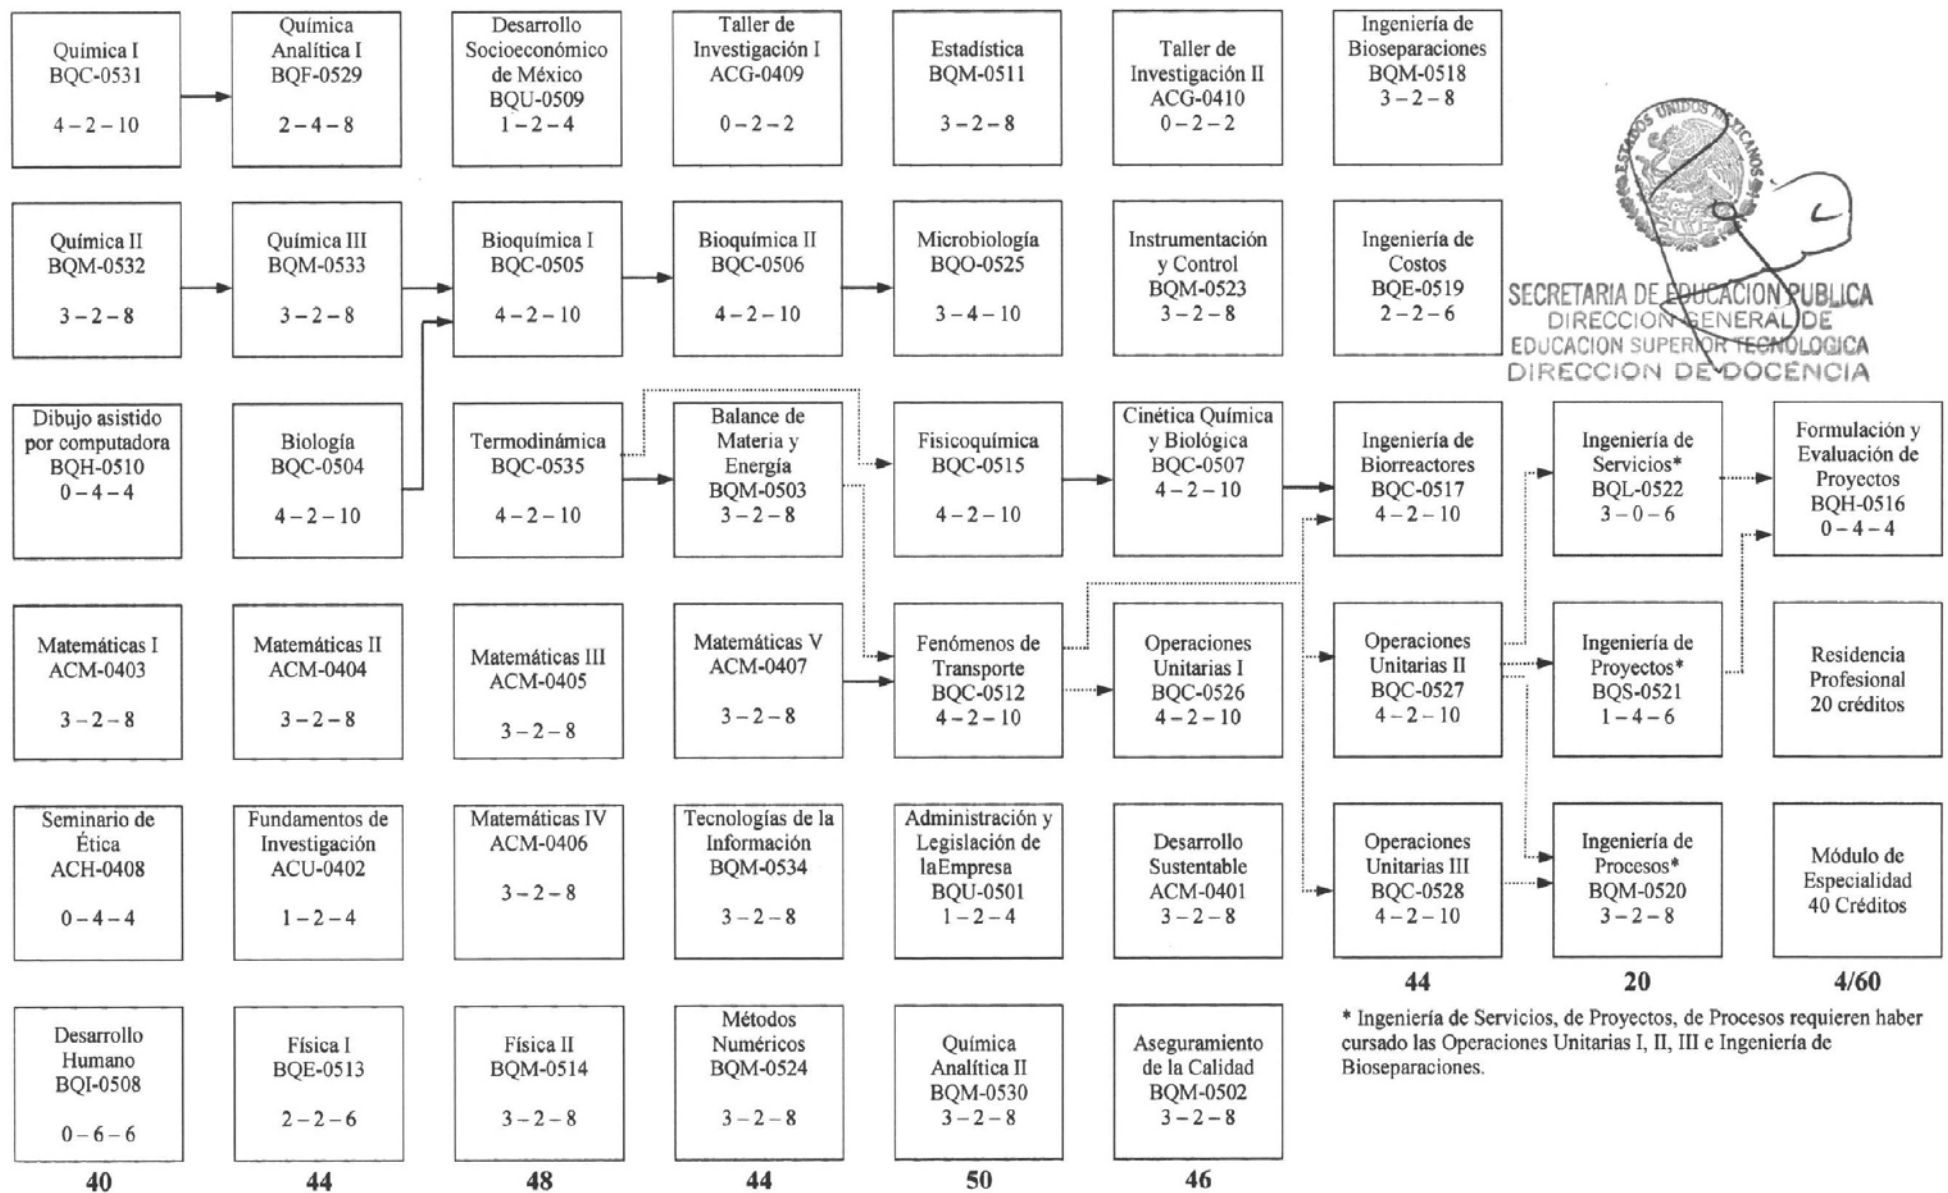 Química I
BQC-0531
4 – 2 – 10
Química
Analítica I
BQF-0529
2 – 4 – 8
Desarrollo
Socioeconómico
de México
BQU-0509
1 – 2 – 4
Taller de
Investigación I
ACG-0409
0 – 2 – 2
Estadística
BQM-0511
3 – 2 – 8
Taller de
Investigación II
ACG-0410
0 – 2 – 2
Ingeniería de
Bioseparaciones
BQM-0518
3 – 2 – 8
ESTADOS UNIDOS MEXICANOS
Química II
BQM-0532
3 – 2 – 8
Química III
BQM-0533
3 – 2 – 8
Bioquímica I
BQC-0505
4 – 2 – 10
Bioquímica II
BQC-0506
4 – 2 – 10
Microbiología
BQO-0525
3 – 4 – 10
Instrumentación
y Control
BQM-0523
3 – 2 – 8
Ingeniería de
Costos
BQE-0519
2 – 2 – 6
SECRETARIA DE EDUCACION PUBLICA
DIRECCION GENERAL DE
EDUCACION SUPERIOR TECNOLOGICA
DIRECCION DE DOCENCIA
Dibujo asistido
por computadora
BQH-0510
0 – 4 – 4
Biología
BQC-0504
4 – 2 – 10
Termodinámica
BQC-0535
4 – 2 – 10
Balance de
Materia y
Energía
BQM-0503
3 – 2 – 8
Fisicoquímica
BQC-0515
4 – 2 – 10
Cinética Química
y Biológica
BQC-0507
4 – 2 – 10
Ingeniería de
Biorreactores
BQC-0517
4 – 2 – 10
Ingeniería de
Servicios*
BQL-0522
3 – 0 – 6
Formulación y
Evaluación de
Proyectos
BQH-0516
0 – 4 – 4
Matemáticas I
ACM-0403
3 – 2 – 8
Matemáticas II
ACM-0404
3 – 2 – 8
Matemáticas III
ACM-0405
3 – 2 – 8
Matemáticas V
ACM-0407
3 – 2 – 8
Fenómenos de
Transporte
BQC-0512
4 – 2 – 10
Operaciones
Unitarias I
BQC-0526
4 – 2 – 10
Operaciones
Unitarias II
BQC-0527
4 – 2 – 10
Ingeniería de
Proyectos*
BQS-0521
1 – 4 – 6
Residencia
Profesional
20 créditos
Seminario de
Ética
ACH-0408
0 – 4 – 4
Fundamentos de
Investigación
ACU-0402
1 – 2 – 4
Matemáticas IV
ACM-0406
3 – 2 – 8
Tecnologías de la
Información
BQM-0534
3 – 2 – 8
Administración y
Legislación de
laEmpresa
BQU-0501
1 – 2 – 4
Desarrollo
Sustentable
ACM-0401
3 – 2 – 8
Operaciones
Unitarias III
BQC-0528
4 – 2 – 10
Ingeniería de
Procesos*
BQM-0520
3 – 2 – 8
Módulo de
Especialidad
40 Créditos
44
20
4/60
Desarrollo
Humano
BQI-0508
0 – 6 – 6
Física I
BQE-0513
2 – 2 – 6
Física II
BQM-0514
3 – 2 – 8
Métodos
Numéricos
BQM-0524
3 – 2 – 8
Química
Analítica II
BQM-0530
3 – 2 – 8
Aseguramiento
de la Calidad
BQM-0502
3 – 2 – 8
* Ingeniería de Servicios, de Proyectos, de Procesos requieren haber
cursado las Operaciones Unitarias I, II, III e Ingeniería de
Bioseparaciones.
40
44
48
44
50
46